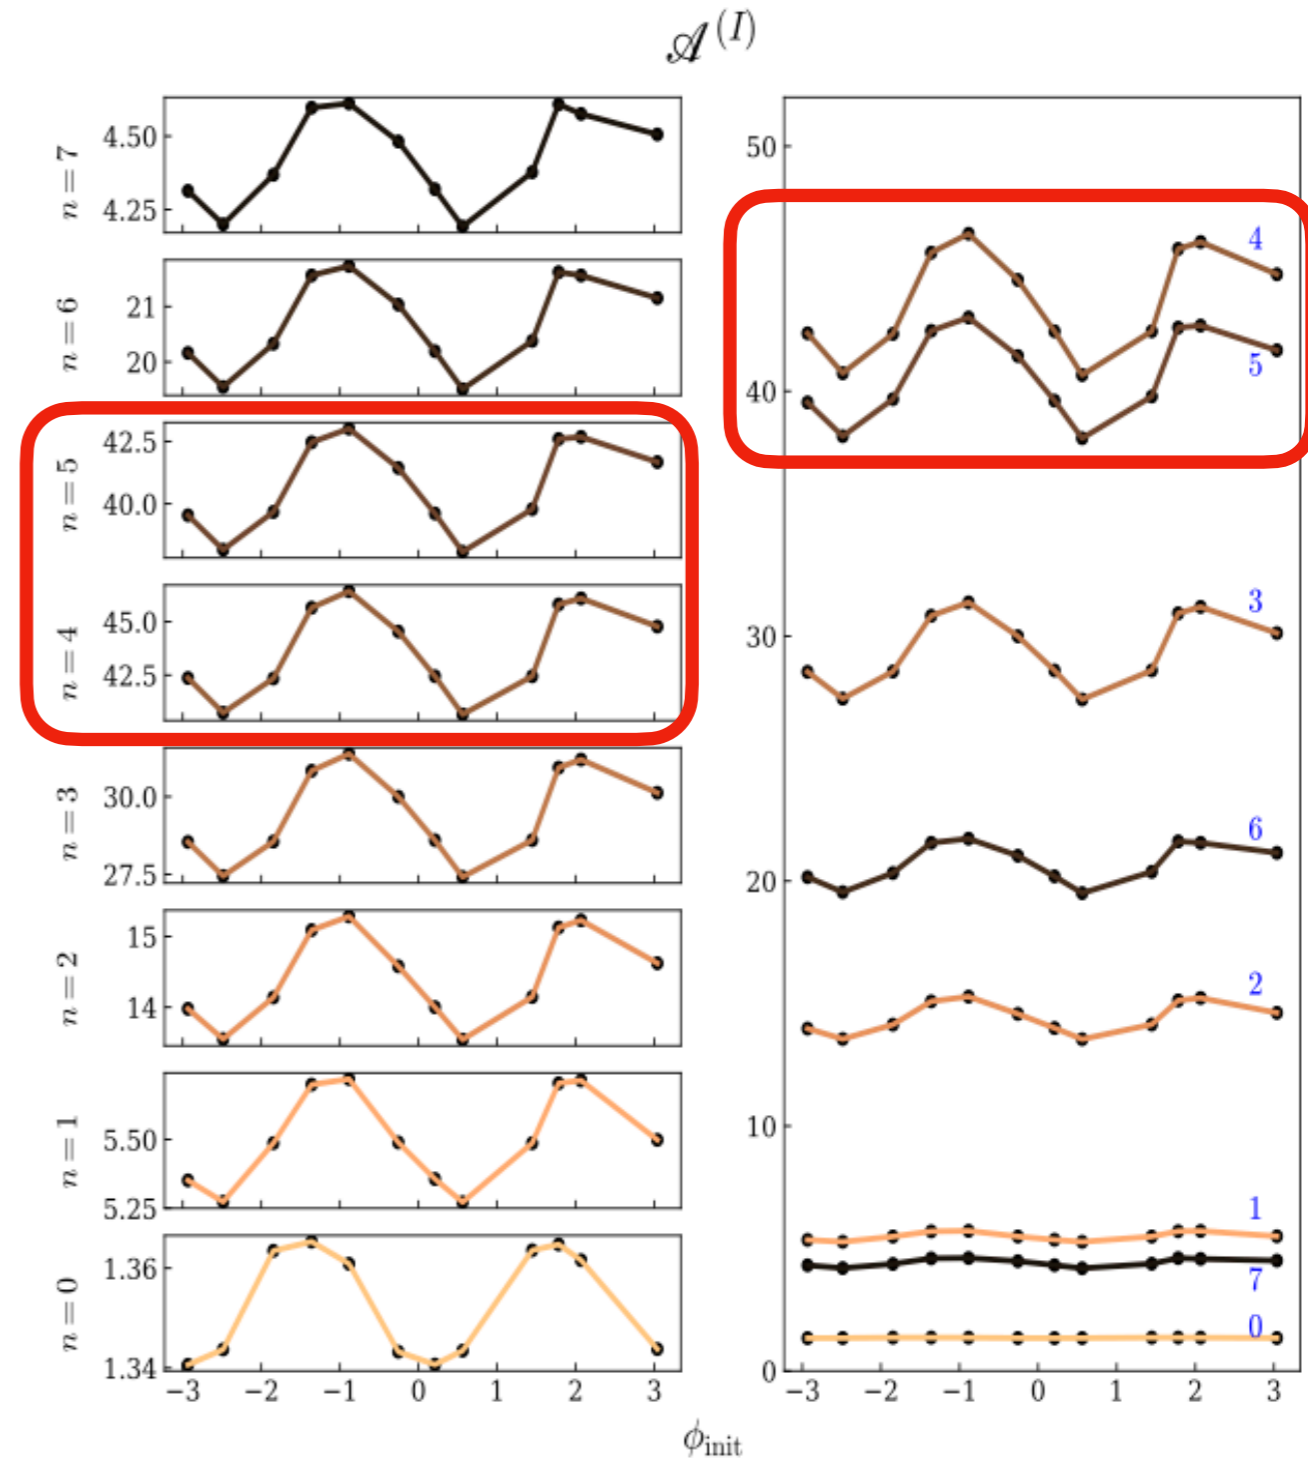 𝒜^(I)
n = 7
4.50
4.25
n = 6
21
20
n = 5
42.5
40.0
n = 4
45.0
42.5
n = 3
30.0
27.5
n = 2
15
14
n = 1
5.50
5.25
n = 0
1.36
1.34
−3 −2 −1 0 1 2 3
50
40
30
20
10
0
4
5
3
6
2
1
7
0
−3 −2 −1 0 1 2 3
ϕ_init